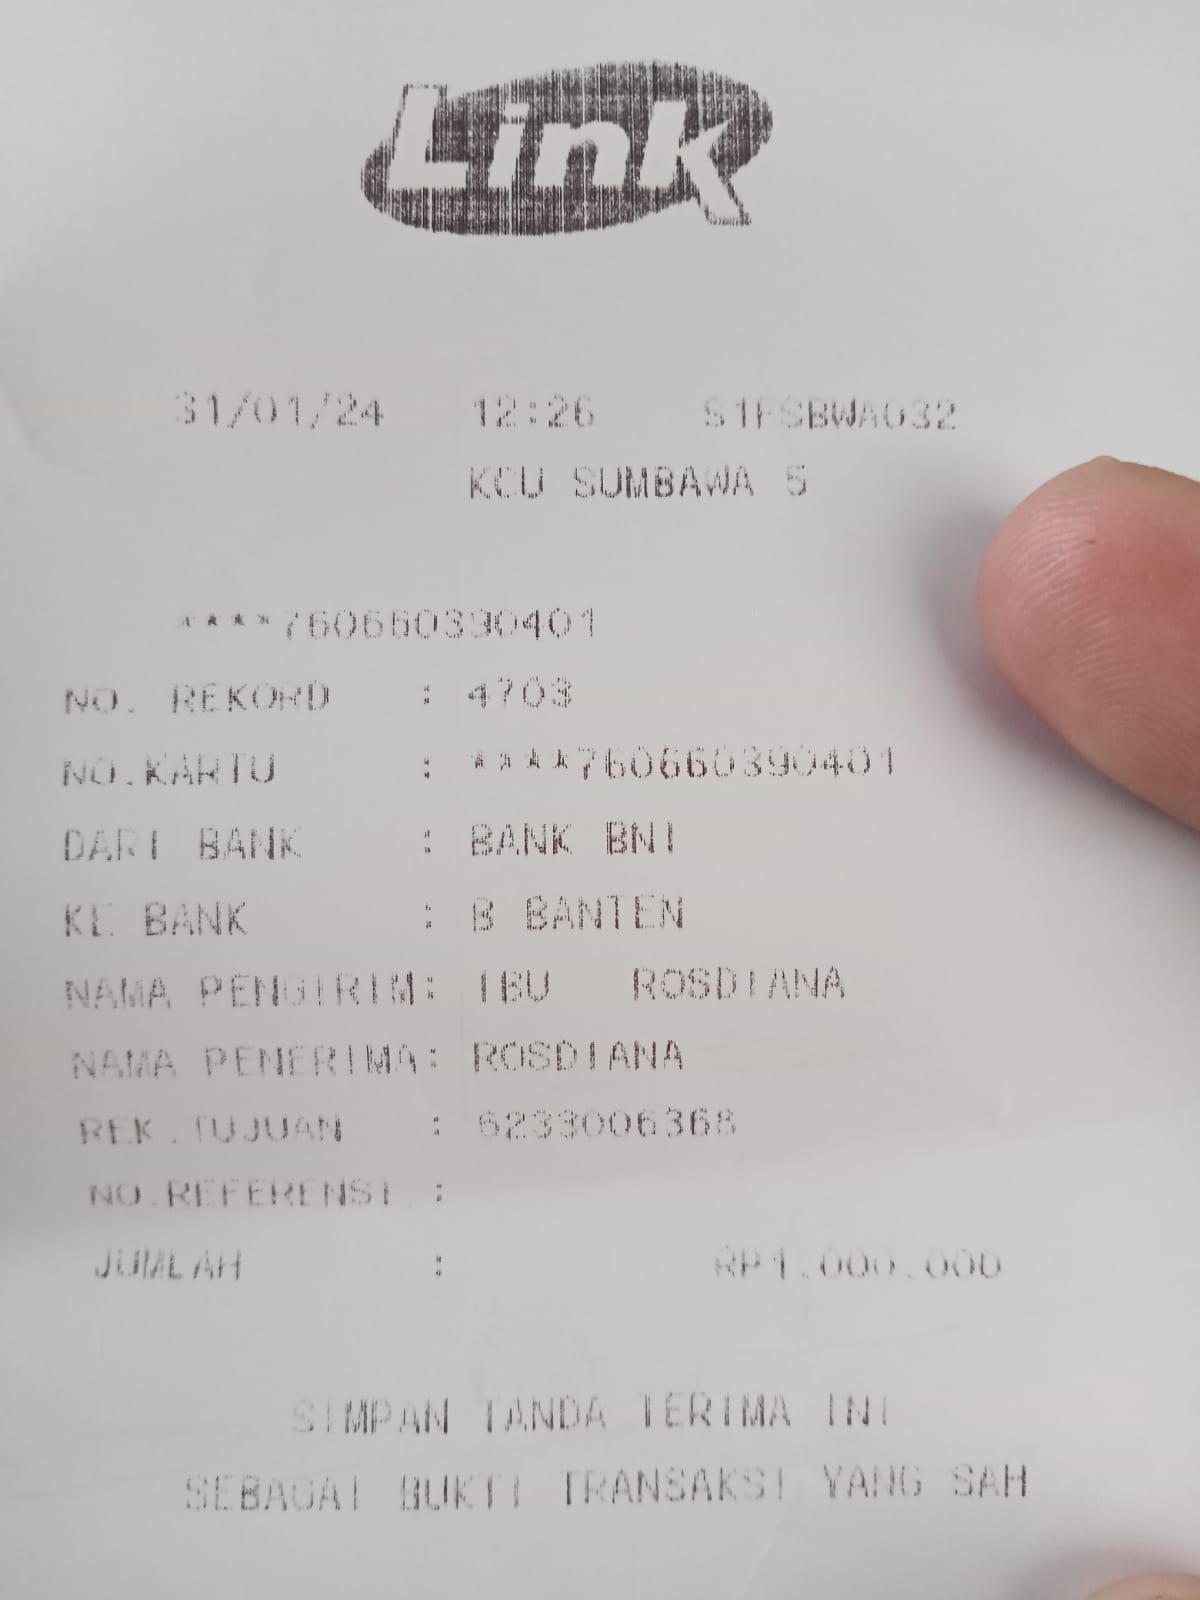 Link
31/01/24 12:26 S1FSBWA032
KCU SUMBAWA 5
****760660390401
NO. REKORD : 4703
NO.KARTU : ****760660390401
DARI BANK : BANK BNI
KE BANK : B BANTEN
NAMA PENGIRIM: IBU ROSDIANA
NAMA PENERIMA: ROSDIANA
REK.TUJUAN : 6233006368
NO.REFERENSI :
JUMLAH : RP1.000.000
SIMPAN TANDA TERIMA INI
SEBAGAI BUKTI TRANSAKSI YANG SAH